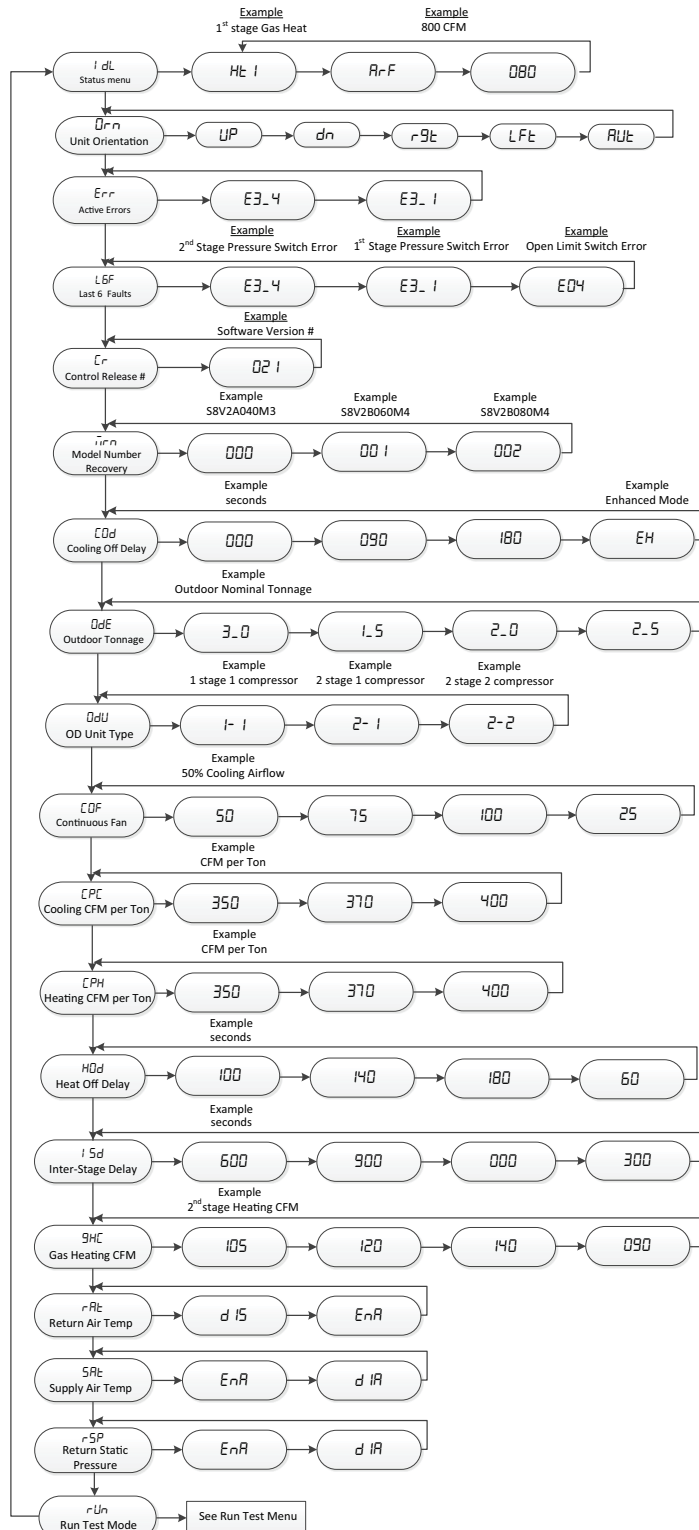 Example
1st stage Gas Heat
Example
800 CFM
IdL
Status menu
Ht 1
ArF
080
Orn
Unit Orientation
UP
dn
rgt
LFt
AUt
Err
Active Errors
E3_4
E3_1
Example
2nd Stage Pressure Switch Error
Example
1st Stage Pressure Switch Error
Example
Open Limit Switch Error
L6F
Last 6 Faults
E3_4
E3_1
E04
Example
Software Version #
Cr
Control Release #
021
Example
S8V2A040M3
Example
S8V2B060M4
Example
S8V2B080M4
Model Number
Recovery
000
001
002
Example
seconds
Example
Enhanced Mode
COd
Cooling Off Delay
000
090
180
EH
Example
Outdoor Nominal Tonnage
OdE
Outdoor Tonnage
3_0
1_5
2_0
2_5
Example
1 stage 1 compressor
Example
2 stage 1 compressor
Example
2 stage 2 compressor
OdU
OD Unit Type
1-1
2-1
2-2
Example
50% Cooling Airflow
COF
Continuous Fan
50
75
100
25
Example
CFM per Ton
CPC
Cooling CFM per Ton
350
370
400
Example
CFM per Ton
CPH
Heating CFM per Ton
350
370
400
Example
seconds
HOd
Heat Off Delay
100
140
180
60
Example
seconds
ISd
Inter-Stage Delay
600
900
000
300
Example
2nd stage Heating CFM
gHC
Gas Heating CFM
105
120
140
090
rAt
Return Air Temp
dIS
EnA
SAt
Supply Air Temp
EnA
dIA
rSP
Return Static
Pressure
EnA
dIA
rUn
Run Test Mode
See Run Test Menu